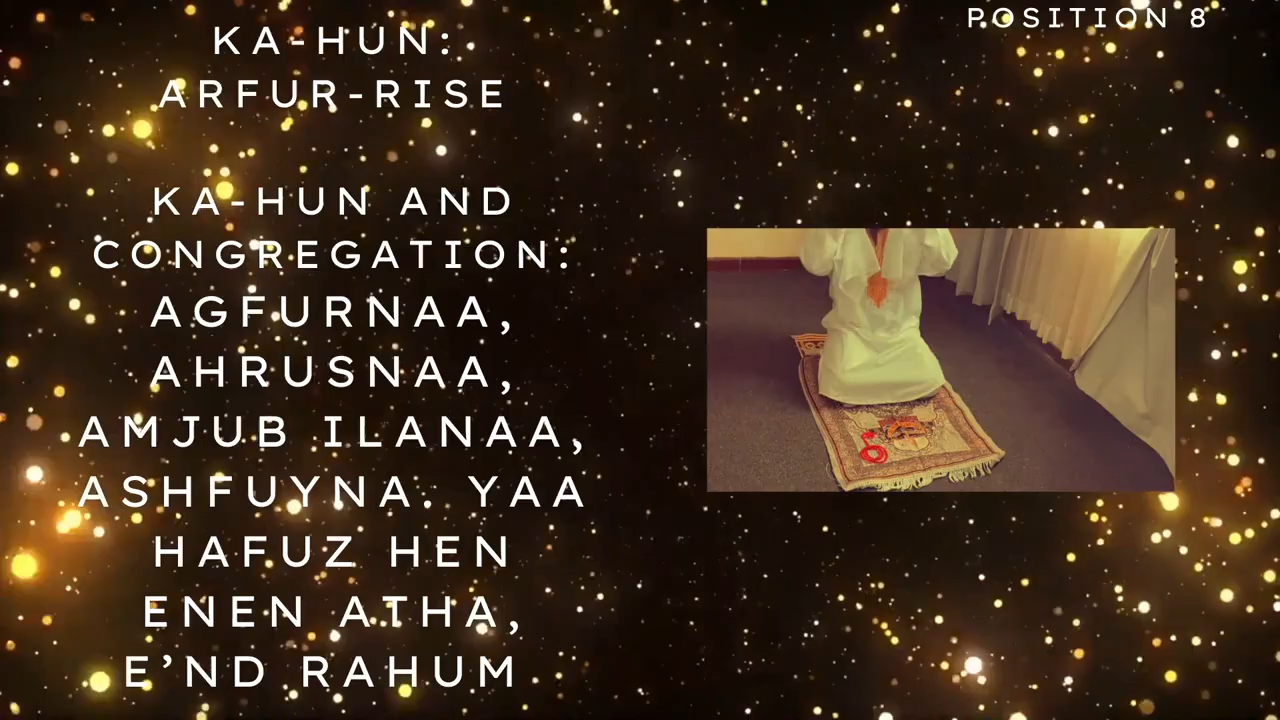 POSITION 8
KA-HUN:
ARFUR-RISE
KA-HUN AND
CONGREGATION:
AGFURNAA,
AHRUSNAA,
AMJUB ILANAA,
ASHFUYNA. YAA
HAFUZ HEN
ENEN ATHA,
E’ND RAHUM